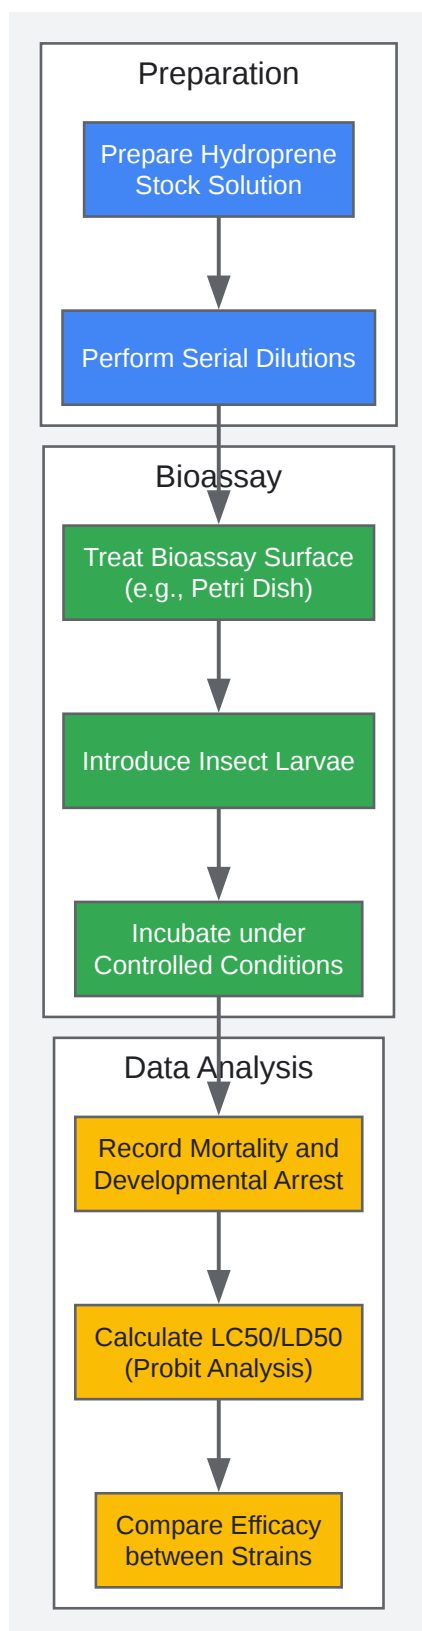 Preparation
Prepare Hydroprene
Stock Solution
Perform Serial Dilutions
Bioassay
Treat Bioassay Surface
(e.g., Petri Dish)
Introduce Insect Larvae
Incubate under
Controlled Conditions
Data Analysis
Record Mortality and
Developmental Arrest
Calculate LC50/LD50
(Probit Analysis)
Compare Efficacy
between Strains